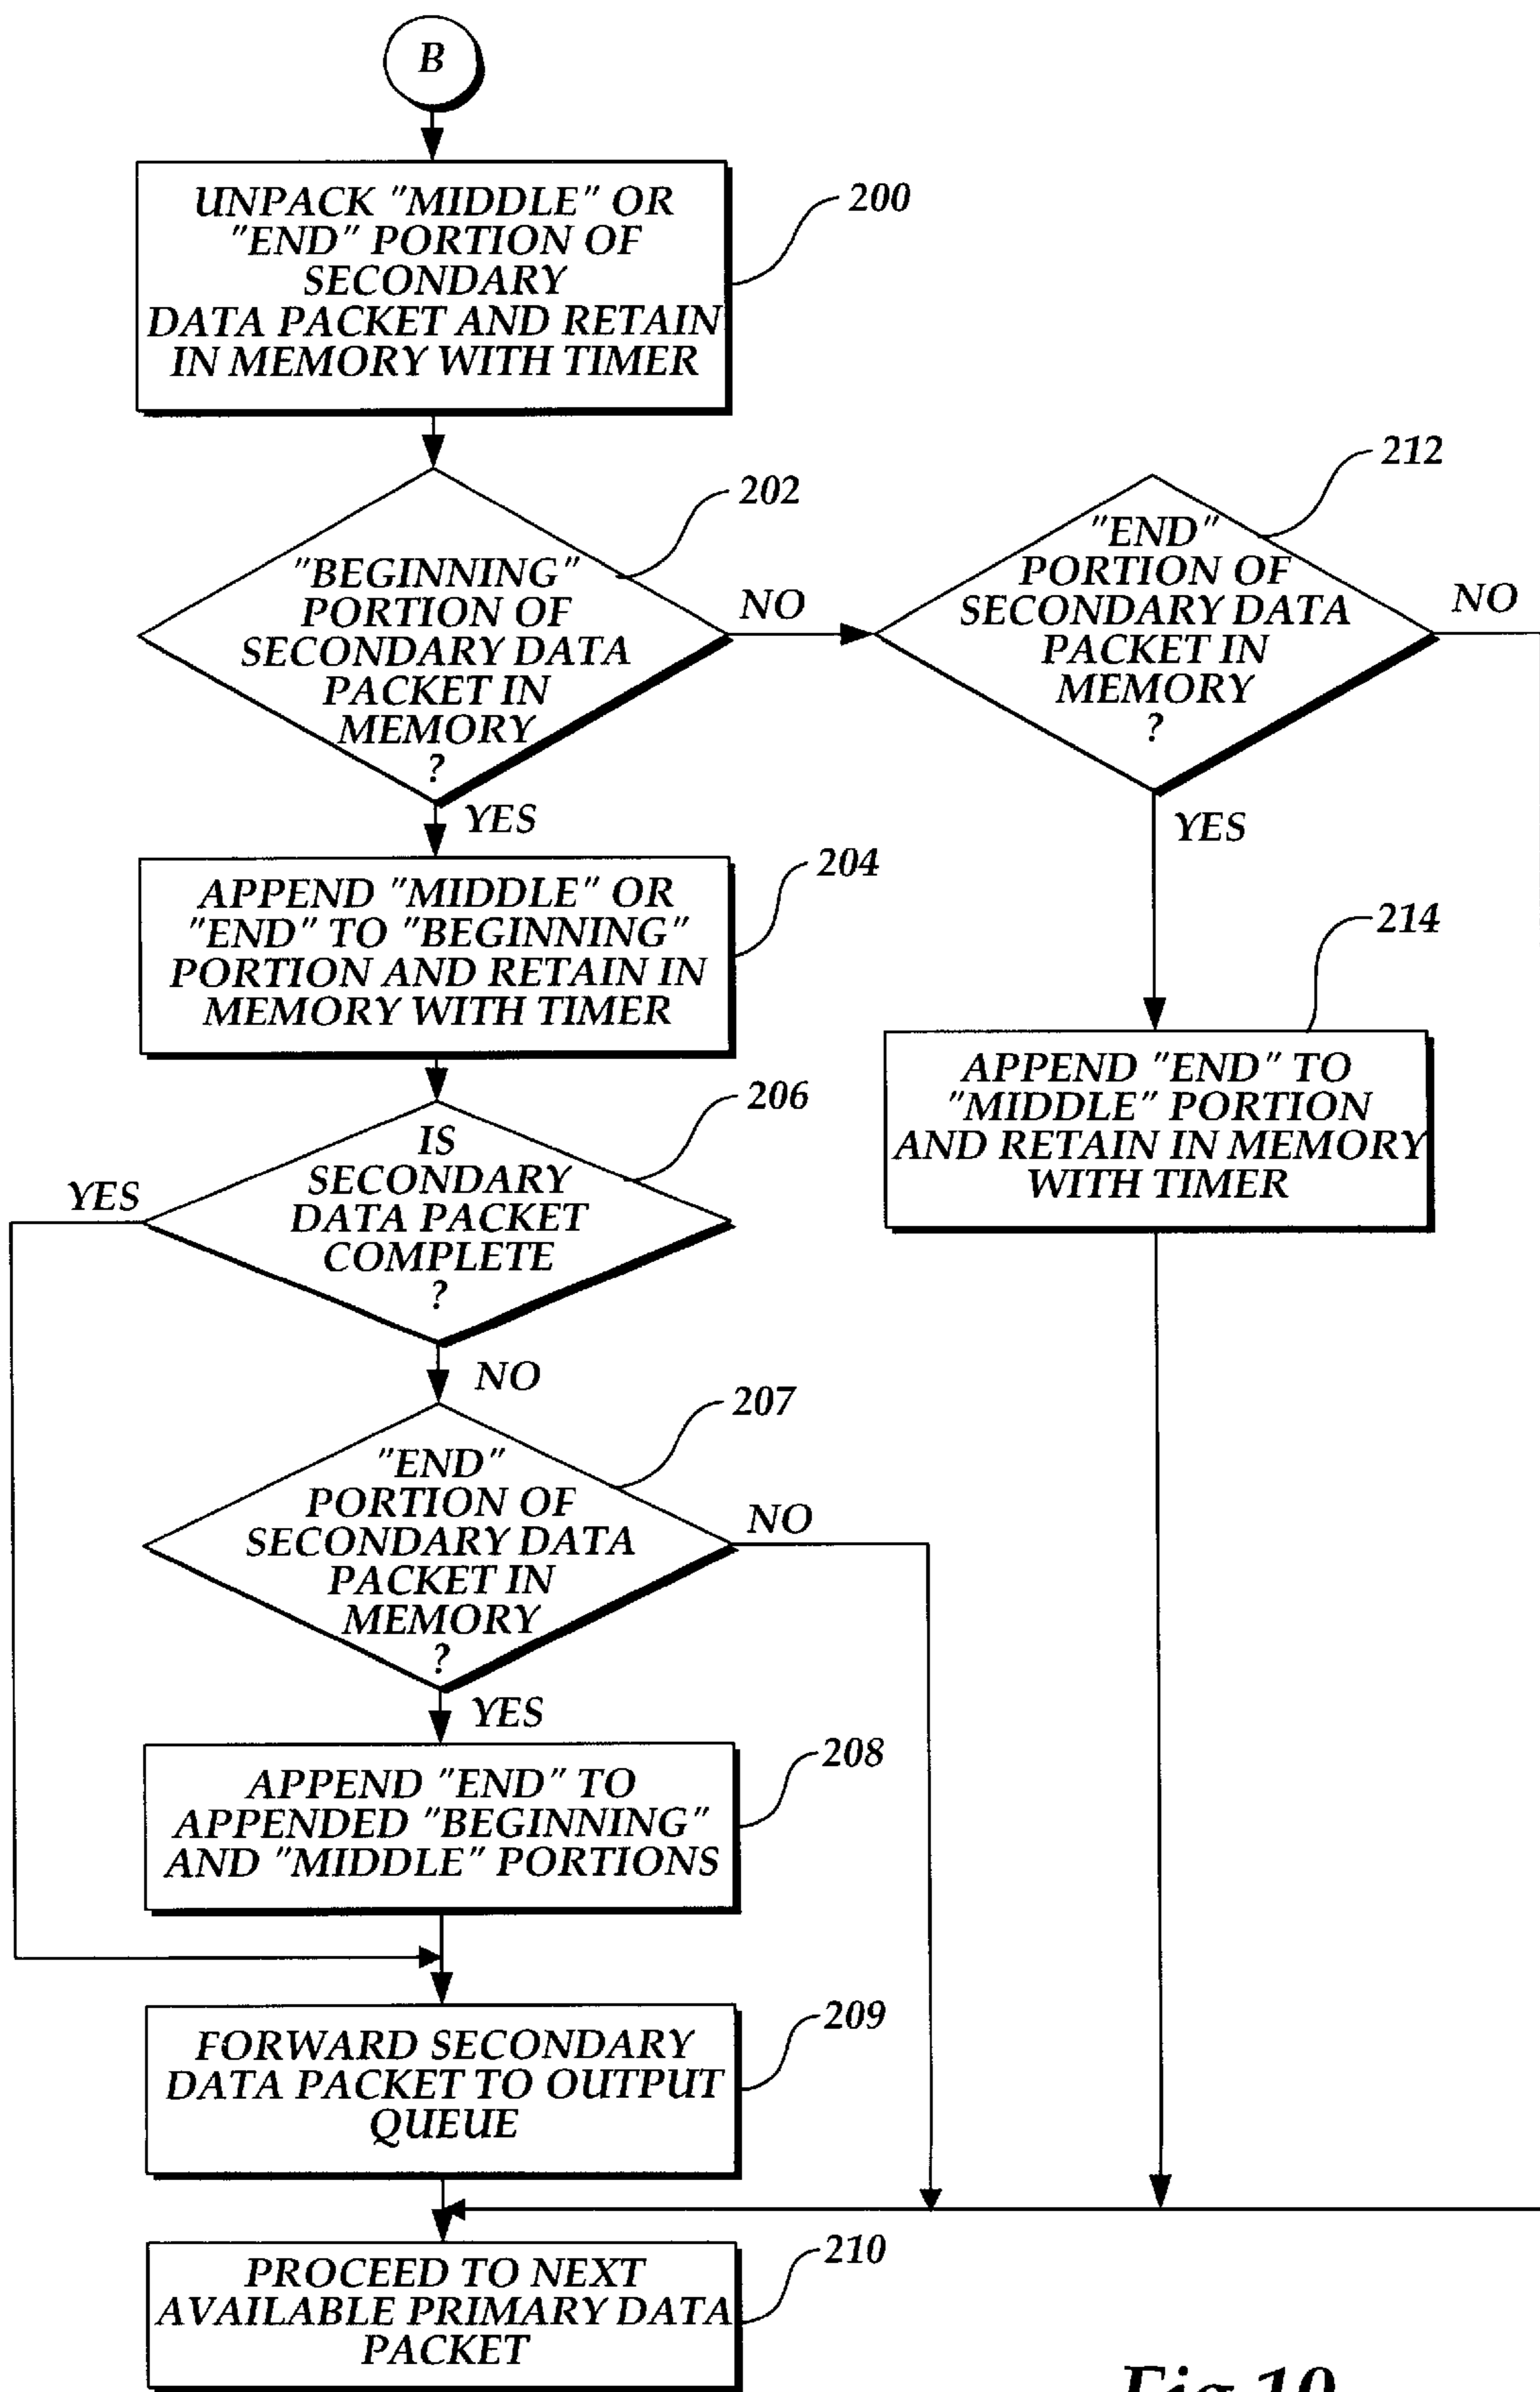 B
UNPACK "MIDDLE" OR
"END" PORTION OF
SECONDARY
DATA PACKET AND RETAIN
IN MEMORY WITH TIMER
200
"BEGINNING"
PORTION OF
SECONDARY DATA
PACKET IN
MEMORY
?
202
NO
"END"
PORTION OF
SECONDARY DATA
PACKET IN
MEMORY
?
212
NO
YES
YES
APPEND "MIDDLE" OR
"END" TO "BEGINNING"
PORTION AND RETAIN IN
MEMORY WITH TIMER
204
214
APPEND "END" TO
"MIDDLE" PORTION
AND RETAIN IN MEMORY
WITH TIMER
IS
SECONDARY
DATA PACKET
COMPLETE
?
206
YES
NO
"END"
PORTION OF
SECONDARY DATA
PACKET IN
MEMORY
?
207
NO
YES
APPEND "END" TO
APPENDED "BEGINNING"
AND "MIDDLE" PORTIONS
208
FORWARD SECONDARY
DATA PACKET TO OUTPUT
QUEUE
209
PROCEED TO NEXT
AVAILABLE PRIMARY DATA
PACKET
210